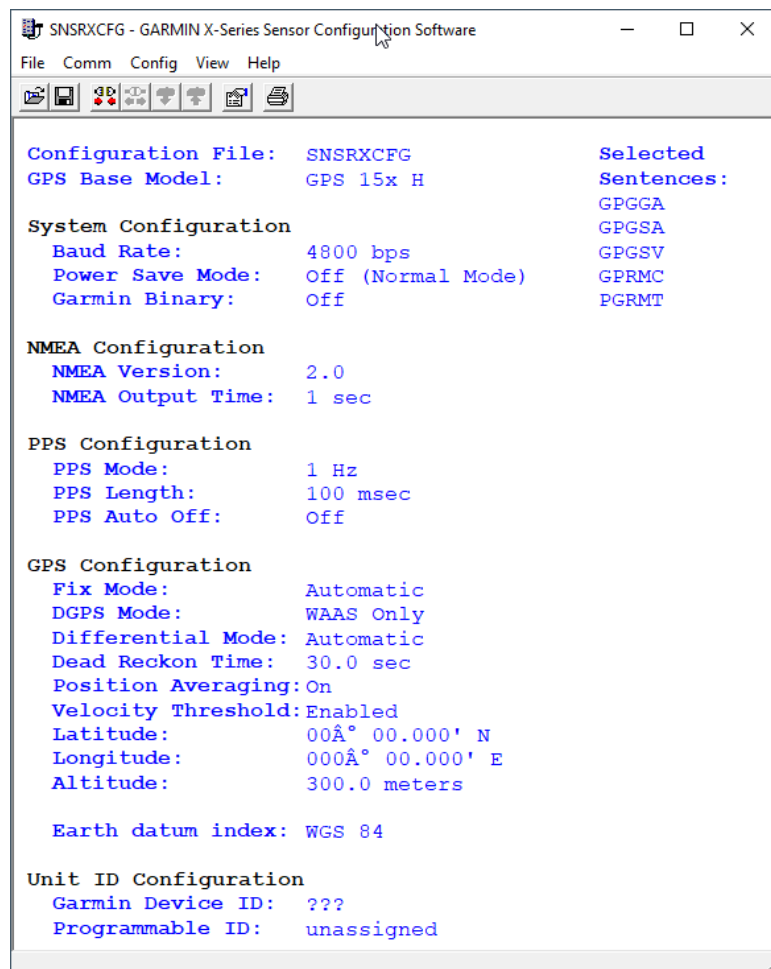 SNSRXCFG - GARMIN X-Series Sensor Configuration Software
File Comm Config View Help
Configuration File: SNSRXCFG
GPS Base Model: GPS 15x H
System Configuration
Baud Rate: 4800 bps
Power Save Mode: Off (Normal Mode)
Garmin Binary: Off
NMEA Configuration
NMEA Version: 2.0
NMEA Output Time: 1 sec
PPS Configuration
PPS Mode: 1 Hz
PPS Length: 100 msec
PPS Auto Off: Off
GPS Configuration
Fix Mode: Automatic
DGPS Mode: WAAS Only
Differential Mode: Automatic
Dead Reckon Time: 30.0 sec
Position Averaging: On
Velocity Threshold: Enabled
Latitude: 00Â° 00.000' N
Longitude: 000Â° 00.000' E
Altitude: 300.0 meters
Earth datum index: WGS 84
Unit ID Configuration
Garmin Device ID: ???
Programmable ID: unassigned
Selected
Sentences:
GPGGA
GPGSA
GPGSV
GPRMC
PGRMT